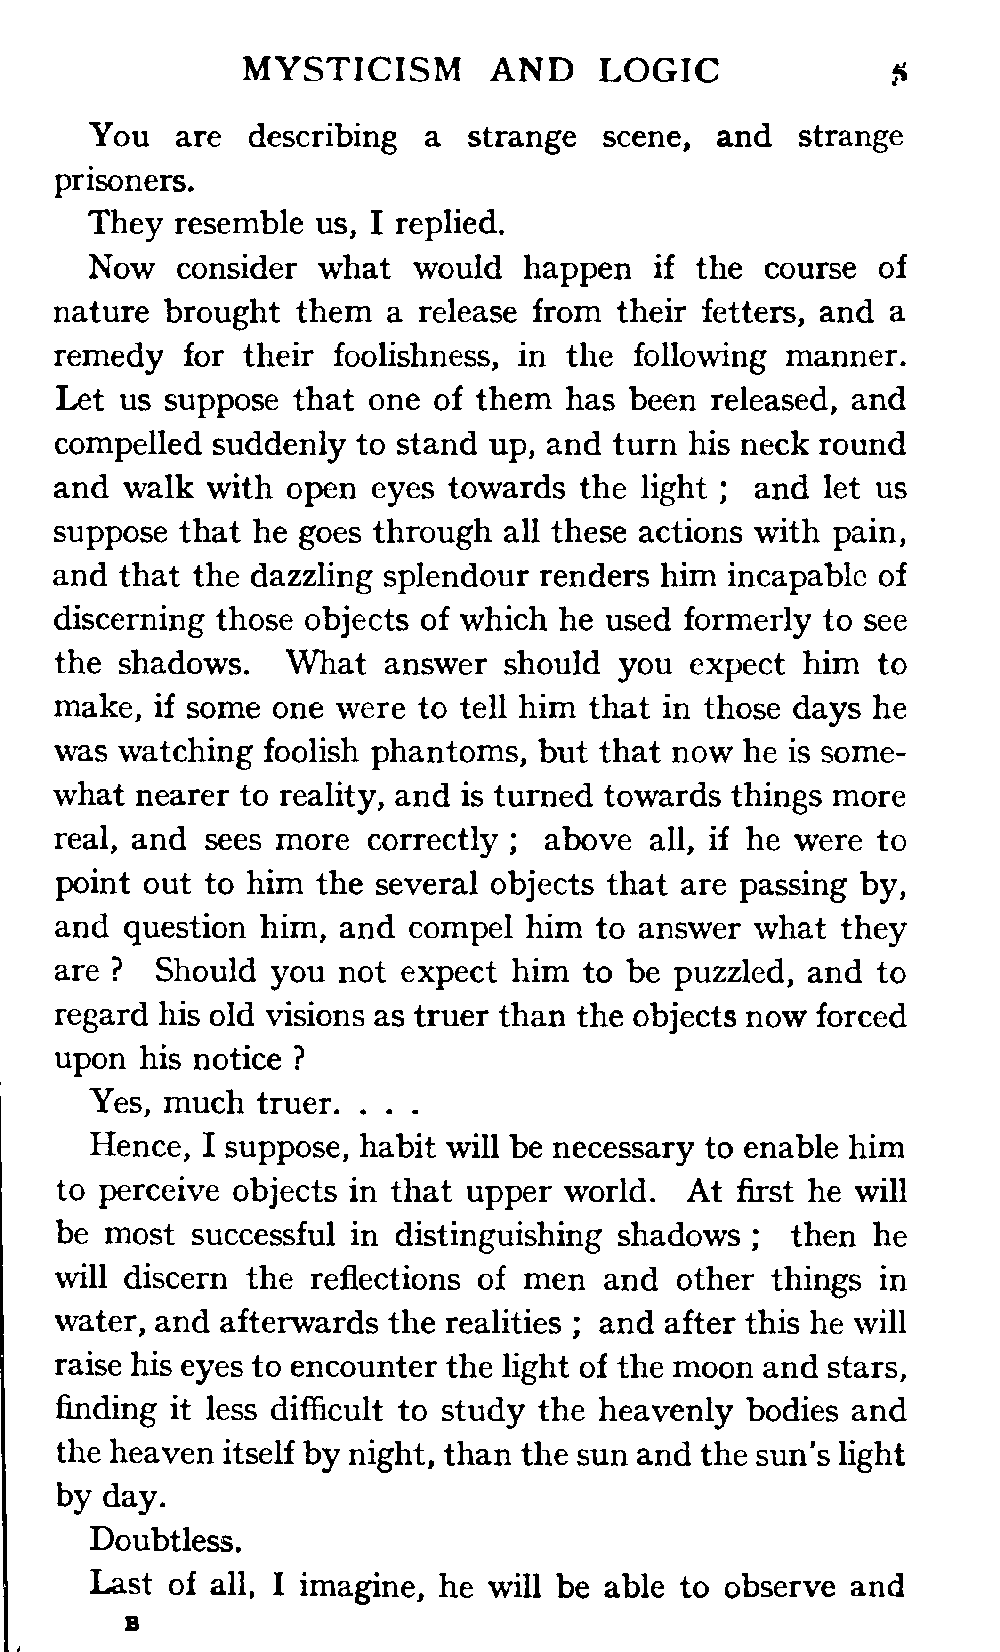 MYSTICISM AND LOGIC 5
You are describing a strange scene, and strange
prisoners.
They resemble us, I replied.
Now consider what would happen if the course of
nature brought them a release from their fetters, and a
remedy for their foolishness, in the following manner.
Let us suppose that one of them has been released, and
compelled suddenly to stand up, and turn his neck round
and walk with open eyes towards the light ; and let us
suppose that he goes through all these actions with pain,
and that the dazzling splendour renders him incapable of
discerning those objects of which he used formerly to see
the shadows. What answer should you expect him to
make, if some one were to tell him that in those days he
was watching foolish phantoms, but that now he is some-
what nearer to reality, and is turned towards things more
real, and sees more correctly ; above all, if he were to
point out to him the several objects that are passing by,
and question him, and compel him to answer what they
are ? Should you not expect him to be puzzled, and to
regard his old visions as truer than the objects now forced
upon his notice ?
Yes, much truer. . . .
Hence, I suppose, habit will be necessary to enable him
to perceive objects in that upper world. At first he will
be most successful in distinguishing shadows ; then he
will discern the reflections of men and other things in
water, and afterwards the realities ; and after this he will
raise his eyes to encounter the light of the moon and stars,
finding it less difficult to study the heavenly bodies and
the heaven itself by night, than the sun and the sun's light
by day.
Doubtless.
Last of all, I imagine, he will be able to observe and
B